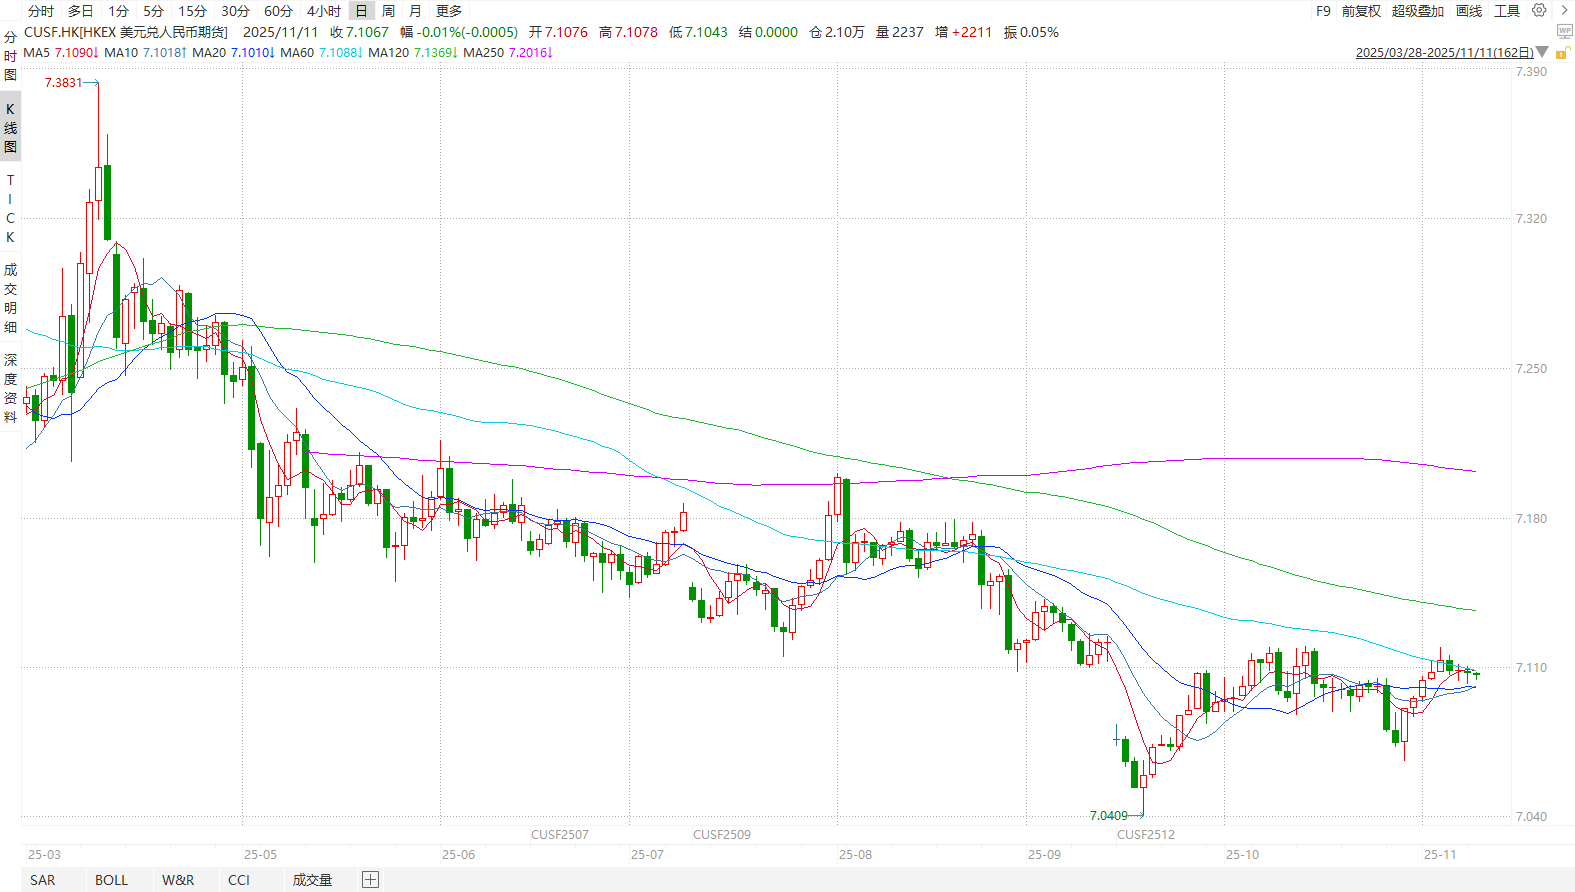 分时 多日 1分 5分 15分 30分 60分 4小时 日 周 月 更多 F9 前复权 超级叠加 画线 工具
CUSF.HK[HKEX 美元兑人民币期货] 2025/11/11 收7.1067 幅-0.01%(-0.0005) 开7.1076 高7.1078 低7.1043 结0.0000 仓2.10万 量2237 增+2211 振0.05%
WP
MA5 7.1090↓ MA10 7.1018↑ MA20 7.1010↓ MA60 7.1088↓ MA120 7.1369↓ MA250 7.2016↓
2025/03/28-2025/11/11(162日)
分时图
K线图
TICK
成交明细
深度资料
7.390
7.3831
7.320
7.250
7.180
7.110
7.040
7.0409
CUSF2507 CUSF2509 CUSF2512
25-03 25-05 25-06 25-07 25-08 25-09 25-10 25-11
SAR BOLL W&R CCI 成交量